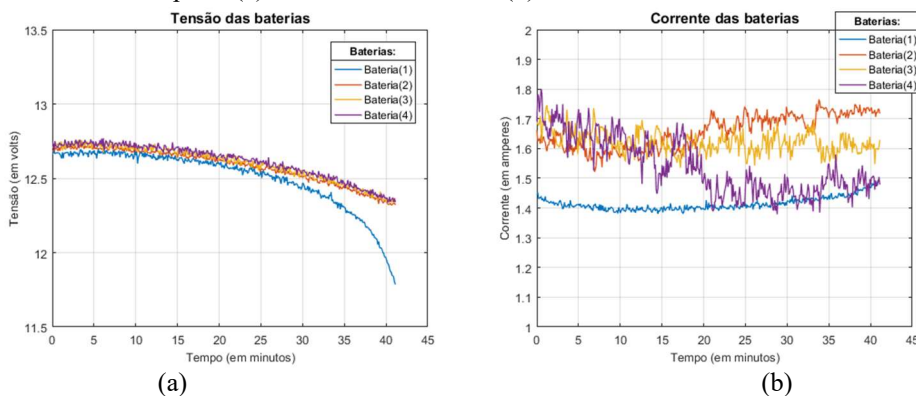 Tensão das baterias
13.5
13
12.5
12
11.5
Tensão (em volts)
0 5 10 15 20 25 30 35 40 45
Tempo (em minutos)
Baterias:
Bateria(1)
Bateria(2)
Bateria(3)
Bateria(4)
(a)
Corrente das baterias
2
1.9
1.8
1.7
1.6
1.5
1.4
1.3
1.2
1.1
1
Corrente (em amperes)
0 5 10 15 20 25 30 35 40 45
Tempo (em minutos)
Baterias:
Bateria(1)
Bateria(2)
Bateria(3)
Bateria(4)
(b)